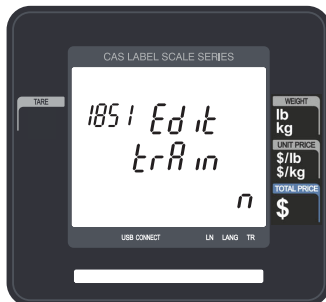 CAS LABEL SCALE SERIES
TARE
1851 Edit
trAin
n
WEIGHT
lb
kg
UNIT PRICE
$/lb
$/kg
TOTAL PRICE
$
USB CONNECT LN LANG TR